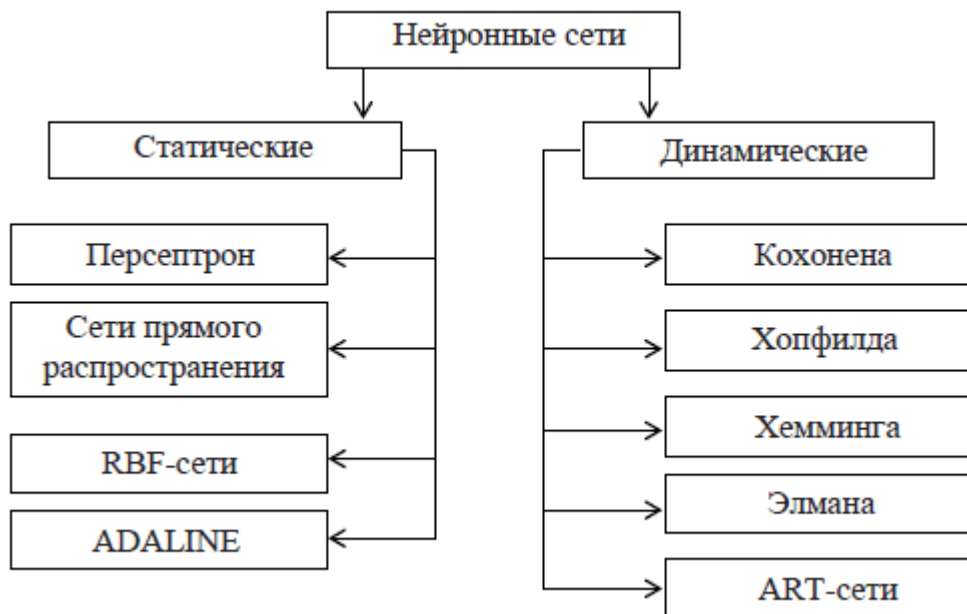 Нейронные сети
Статические
Динамические
Персептрон
Сети прямого
распространения
RBF-сети
ADALINE
Кохонена
Хопфилда
Хемминга
Элмана
ART-сети